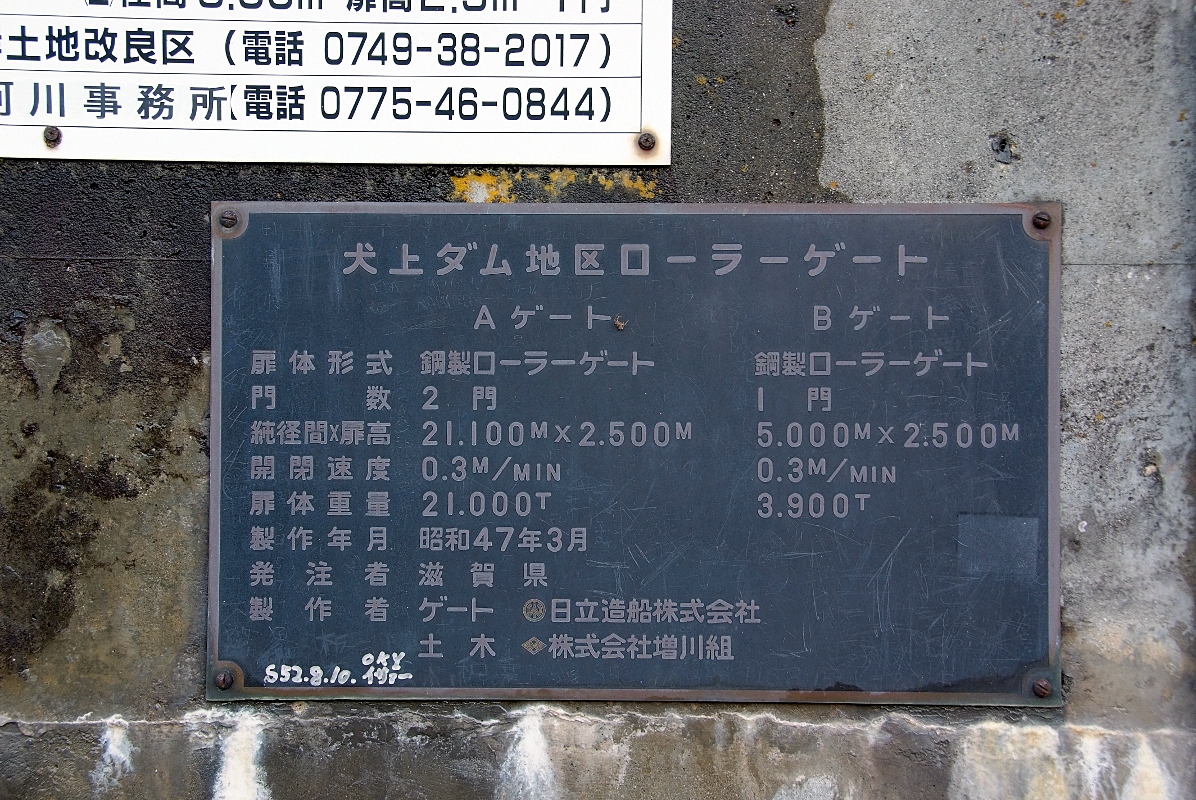 土地改良区 (電話 0749-38-2017)
川事務所(電話 0775-46-0844)
犬上ダム地区ローラーゲート
Aゲート Bゲート
扉体形式 鋼製ローラーゲート 鋼製ローラーゲート
門数 2門 1門
純径間×扉高 21.100M×2.500M 5.000M×2.500M
開閉速度 0.3M/MIN 0.3M/MIN
扉体重量 21.000T 3.900T
製作年月 昭和47年3月
発注者 滋賀県
製作者 ゲート 日立造船株式会社
土木 株式会社増川組
S52.8.10.